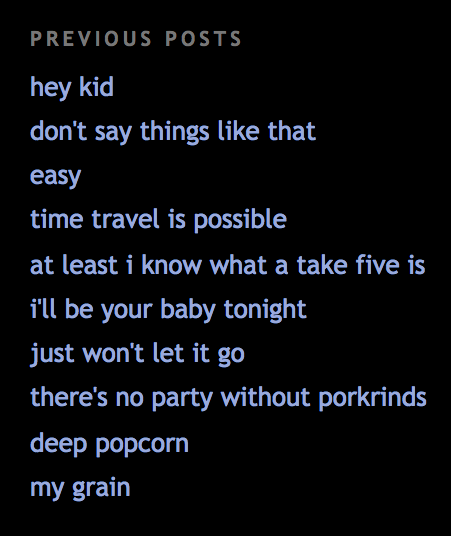 PREVIOUS POSTS
hey kid
don't say things like that
easy
time travel is possible
at least i know what a take five is
i'll be your baby tonight
just won't let it go
there's no party without porkrinds
deep popcorn
my grain